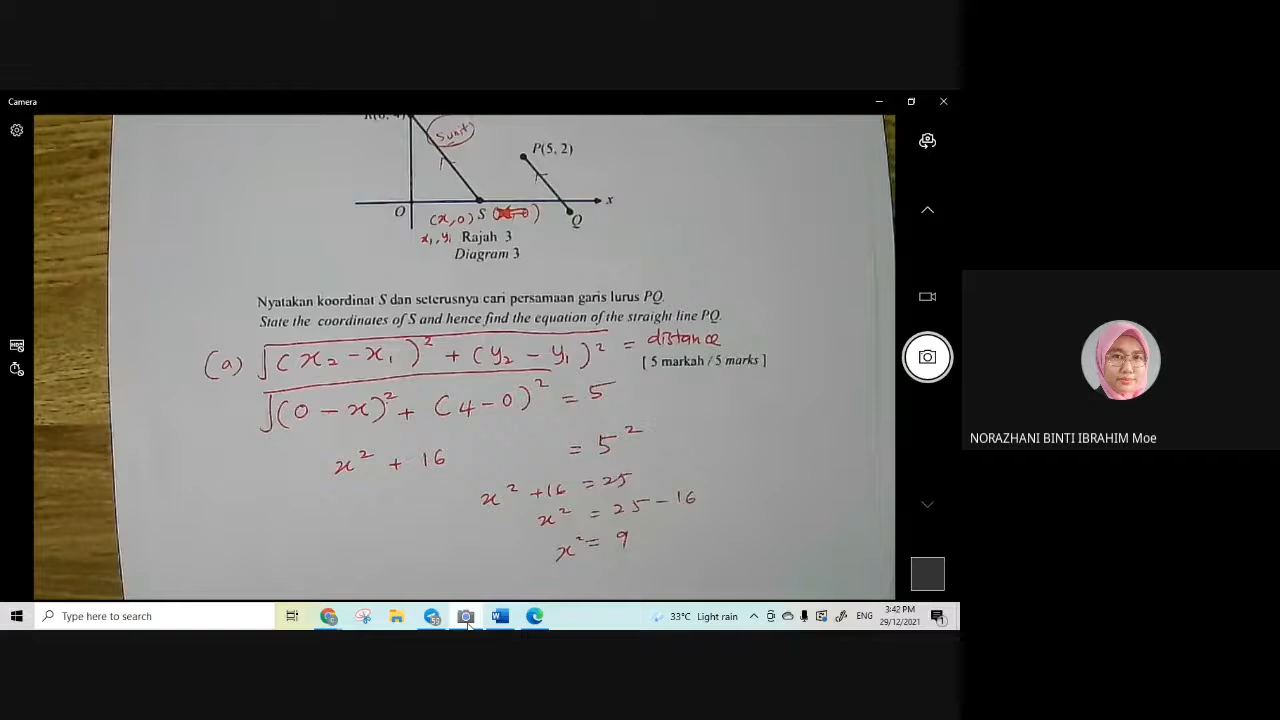 Camera
5 unit
P(5, 2)
O
(x, 0) S
x
Q
x₁, y₁ Rajah 3
Diagram 3
Nyatakan koordinat S dan seterusnya cari persamaan garis lurus PQ.
State the coordinates of S and hence find the equation of the straight line PQ.
(a) √(x₂ - x₁)² + (y₂ - y₁)² = distance
[ 5 markah / 5 marks ]
√(0 - x)² + (4 - 0)² = 5
x² + 16 = 5²
x² + 16 = 25
x² = 25 - 16
x² = 9
NORAZHANI BINTI IBRAHIM Moe
Type here to search
33°C Light rain
ENG
3:42 PM
29/12/2021